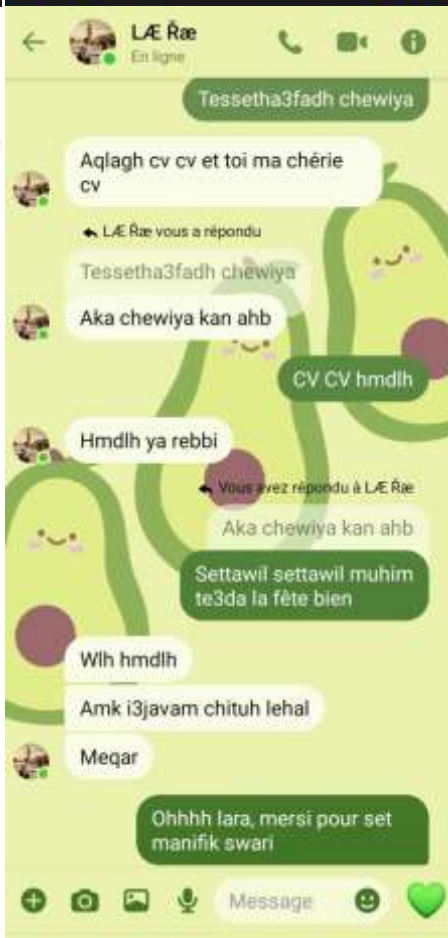 LÆ Ræ
En ligne
Tessetha3fadh chewiya
Aqlagh cv cv et toi ma chérie
cv
LÆ Ræ vous a répondu
Tessetha3fadh chewiya
Aka chewiya kan ahb
CV CV hmdlh
Hmdlh ya rebbi
Vous avez répondu à LÆ Ræ
Aka chewiya kan ahb
Settawil settawil muhim
te3da la fête bien
Wlh hmdlh
Amk i3javam chituh lehal
Meqar
Ohhhh lara, mersi pour set
manifik swari
Message